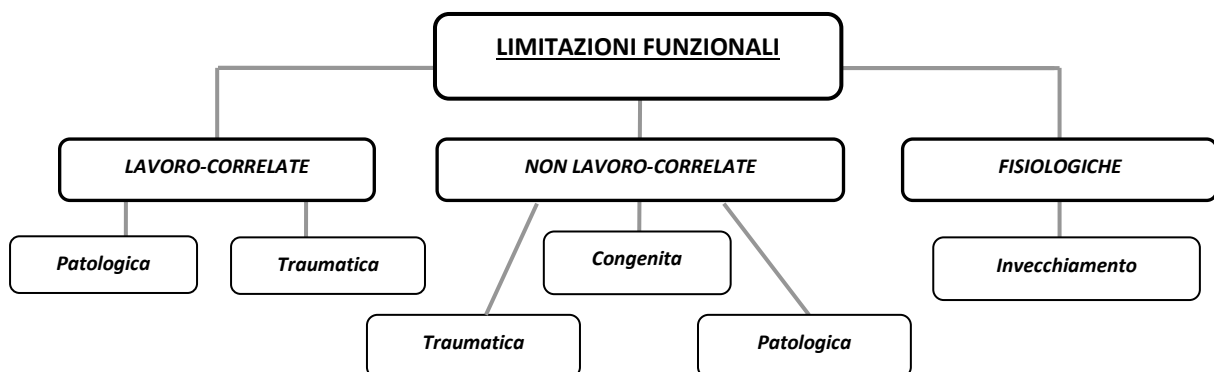 LIMITAZIONI FUNZIONALI
LAVORO-CORRELATE
NON LAVORO-CORRELATE
FISIOLOGICHE
Patologica
Traumatica
Congenita
Invecchiamento
Traumatica
Patologica